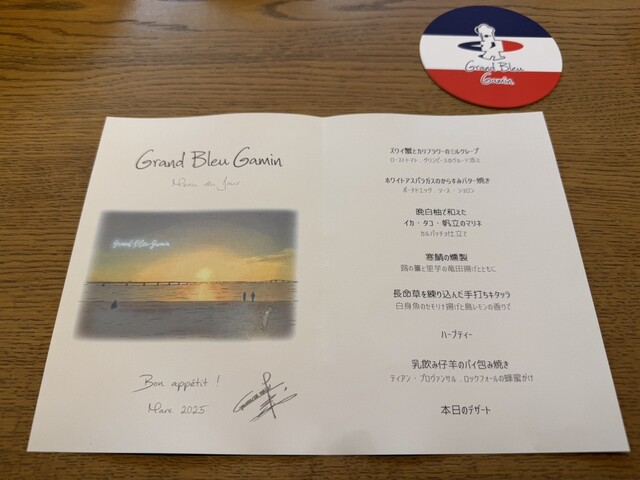 Grand Bleu Gamin
Grand Bleu Gamin
Menu du Jour
Grand Bleu Gamin
Bon appétit !
Mars. 2025
ズワイ蟹とカリフラワーのミルクレープ
ローストトマト、グリンピースのヴルーテ添え
ホワイトアスパラガスのからすみバター焼き
ポーチドエッグ、ソース・ショロン
晩白柚で和えた
イカ・タコ・帆立のマリネ
カルパッチョ仕立て
寒鯖の燻製
蕗の薹と里芋の竜田揚げとともに
長命草を練り込んだ手打ちキタッラ
白身魚のセモリナ揚げと島レモンの香りで
ハーブティー
乳飲み仔羊のパイ包み焼き
ティアン・プロヴァンサル、ロックフォールの蜂蜜がけ
本日のデザート